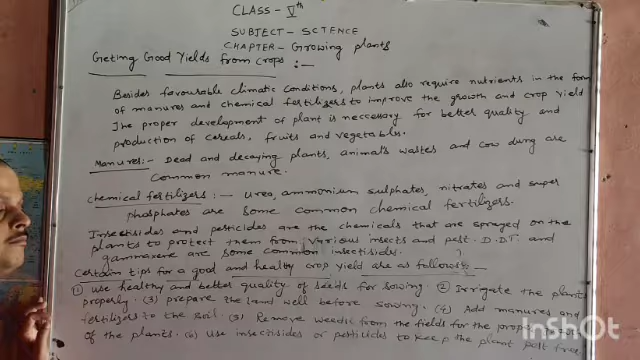 CLASS - Vth
SUBJECT - SCIENCE
CHAPTER - Growing plants
Geting Good Yields from crops :-
Besides favourable climatic conditions, plants also require nutrients in the form
of manures and chemical fertilizers to improve the growth and crop yield
The proper development of plant is neccessary for better quality and
production of cereals, fruits and vegetables.
Manures:- Dead and decaying plants, animal's wastes and cow dung are
common manure.
Chemical fertilizers :- Urea, ammonium sulphates, nitrates and super
phosphates are some common chemical fertilizers.
Insectisides and pesticides are the chemicals that are sprayed on the
plants to protect them from various insects and pest. D.D.T. and
gammaxene are some common insectisids.
Certain tips for a good and healthy crop yield are as follows:-
(1) Use healthy and better quality of seeds for sowing. (2) Irrigate the plants
properly. (3) prepare the land well before sowing. (4) Add manures and
fertilizers to the soil. (5) Remove weeds from the fields for the proper
of the plants. (6) Use insectisides or pesticides to keep the plant pest free
Made With
InShot